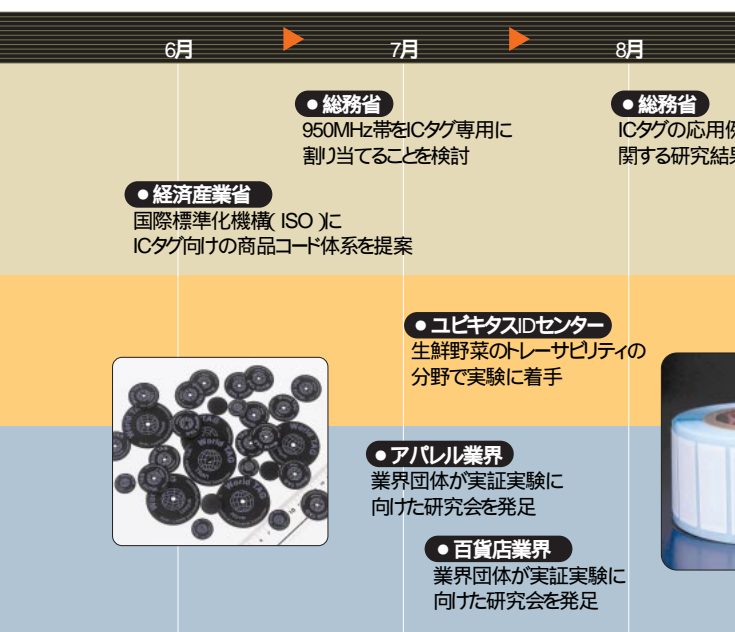 6月
7月
8月
●総務省
950MHz帯をICタグ専用に
割り当てることを検討
●総務省
ICタグの応用例
関する研究結果
●経済産業省
国際標準化機構(ISO)に
ICタグ向けの商品コード体系を提案
●ユビキタスIDセンター
生鮮野菜のトレーサビリティの
分野で実験に着手
World TAG
World TAG
●アパレル業界
業界団体が実証実験に
向けた研究会を発足
●百貨店業界
業界団体が実証実験に
向けた研究会を発足